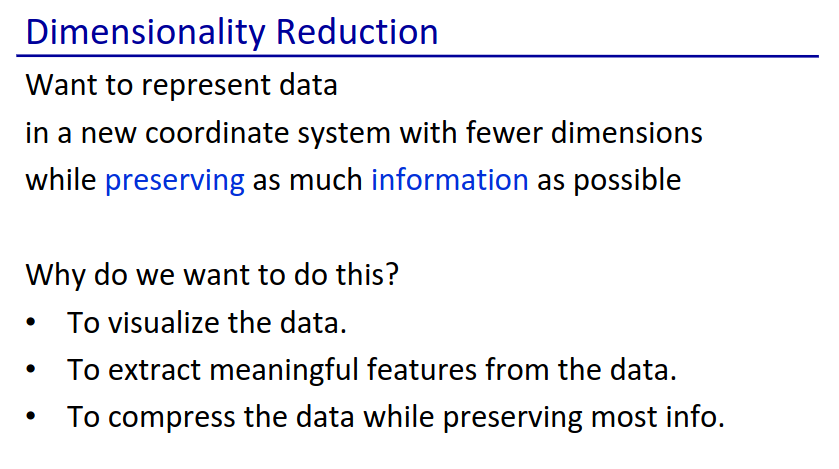 Dimensionality Reduction
Want to represent data
in a new coordinate system with fewer dimensions
while preserving as much information as possible
Why do we want to do this?
• To visualize the data.
• To extract meaningful features from the data.
• To compress the data while preserving most info.